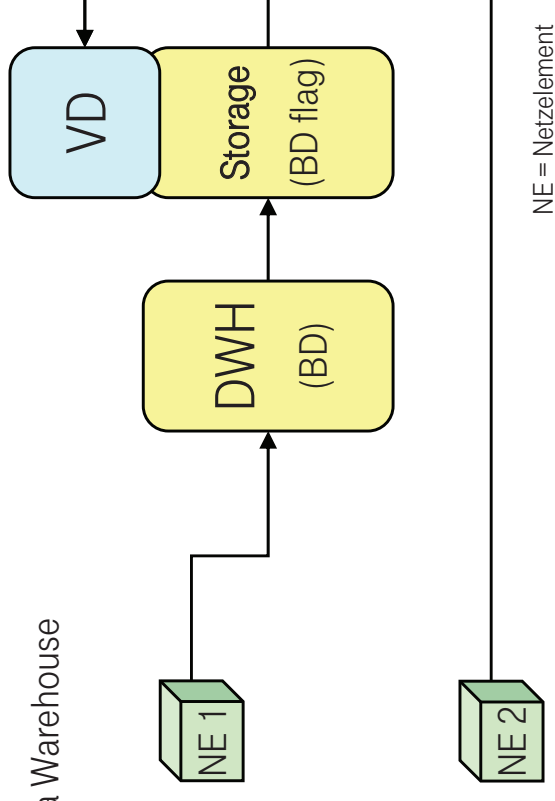 a Warehouse
NE 1
DWH
(BD)
VD
Storage
(BD flag)
NE 2
NE = Netzelement